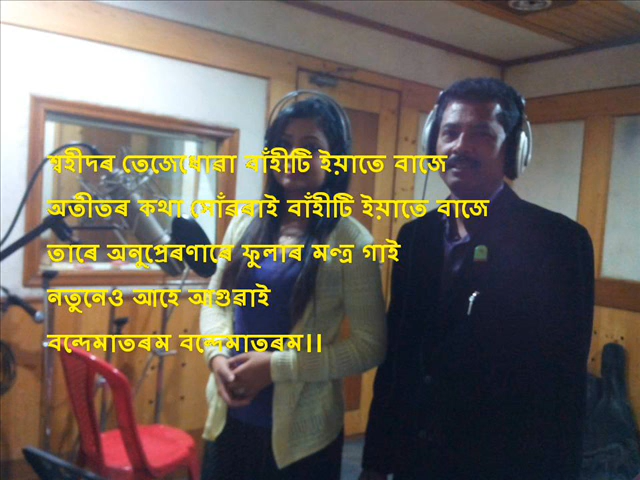 শ্বহীদৰ তেজেধোৱা বাঁহীটি ইয়াতে বাজে
অতীতৰ কথা সোঁৱৰাই বাঁহীটি ইয়াতে বাজে
তাৰে অনুপ্ৰেৰণাৰে ফুলাৰ মন্ত্ৰ গাই
নতুনেও আহে আগুৱাই
বন্দেমাতৰম বন্দেমাতৰম।।